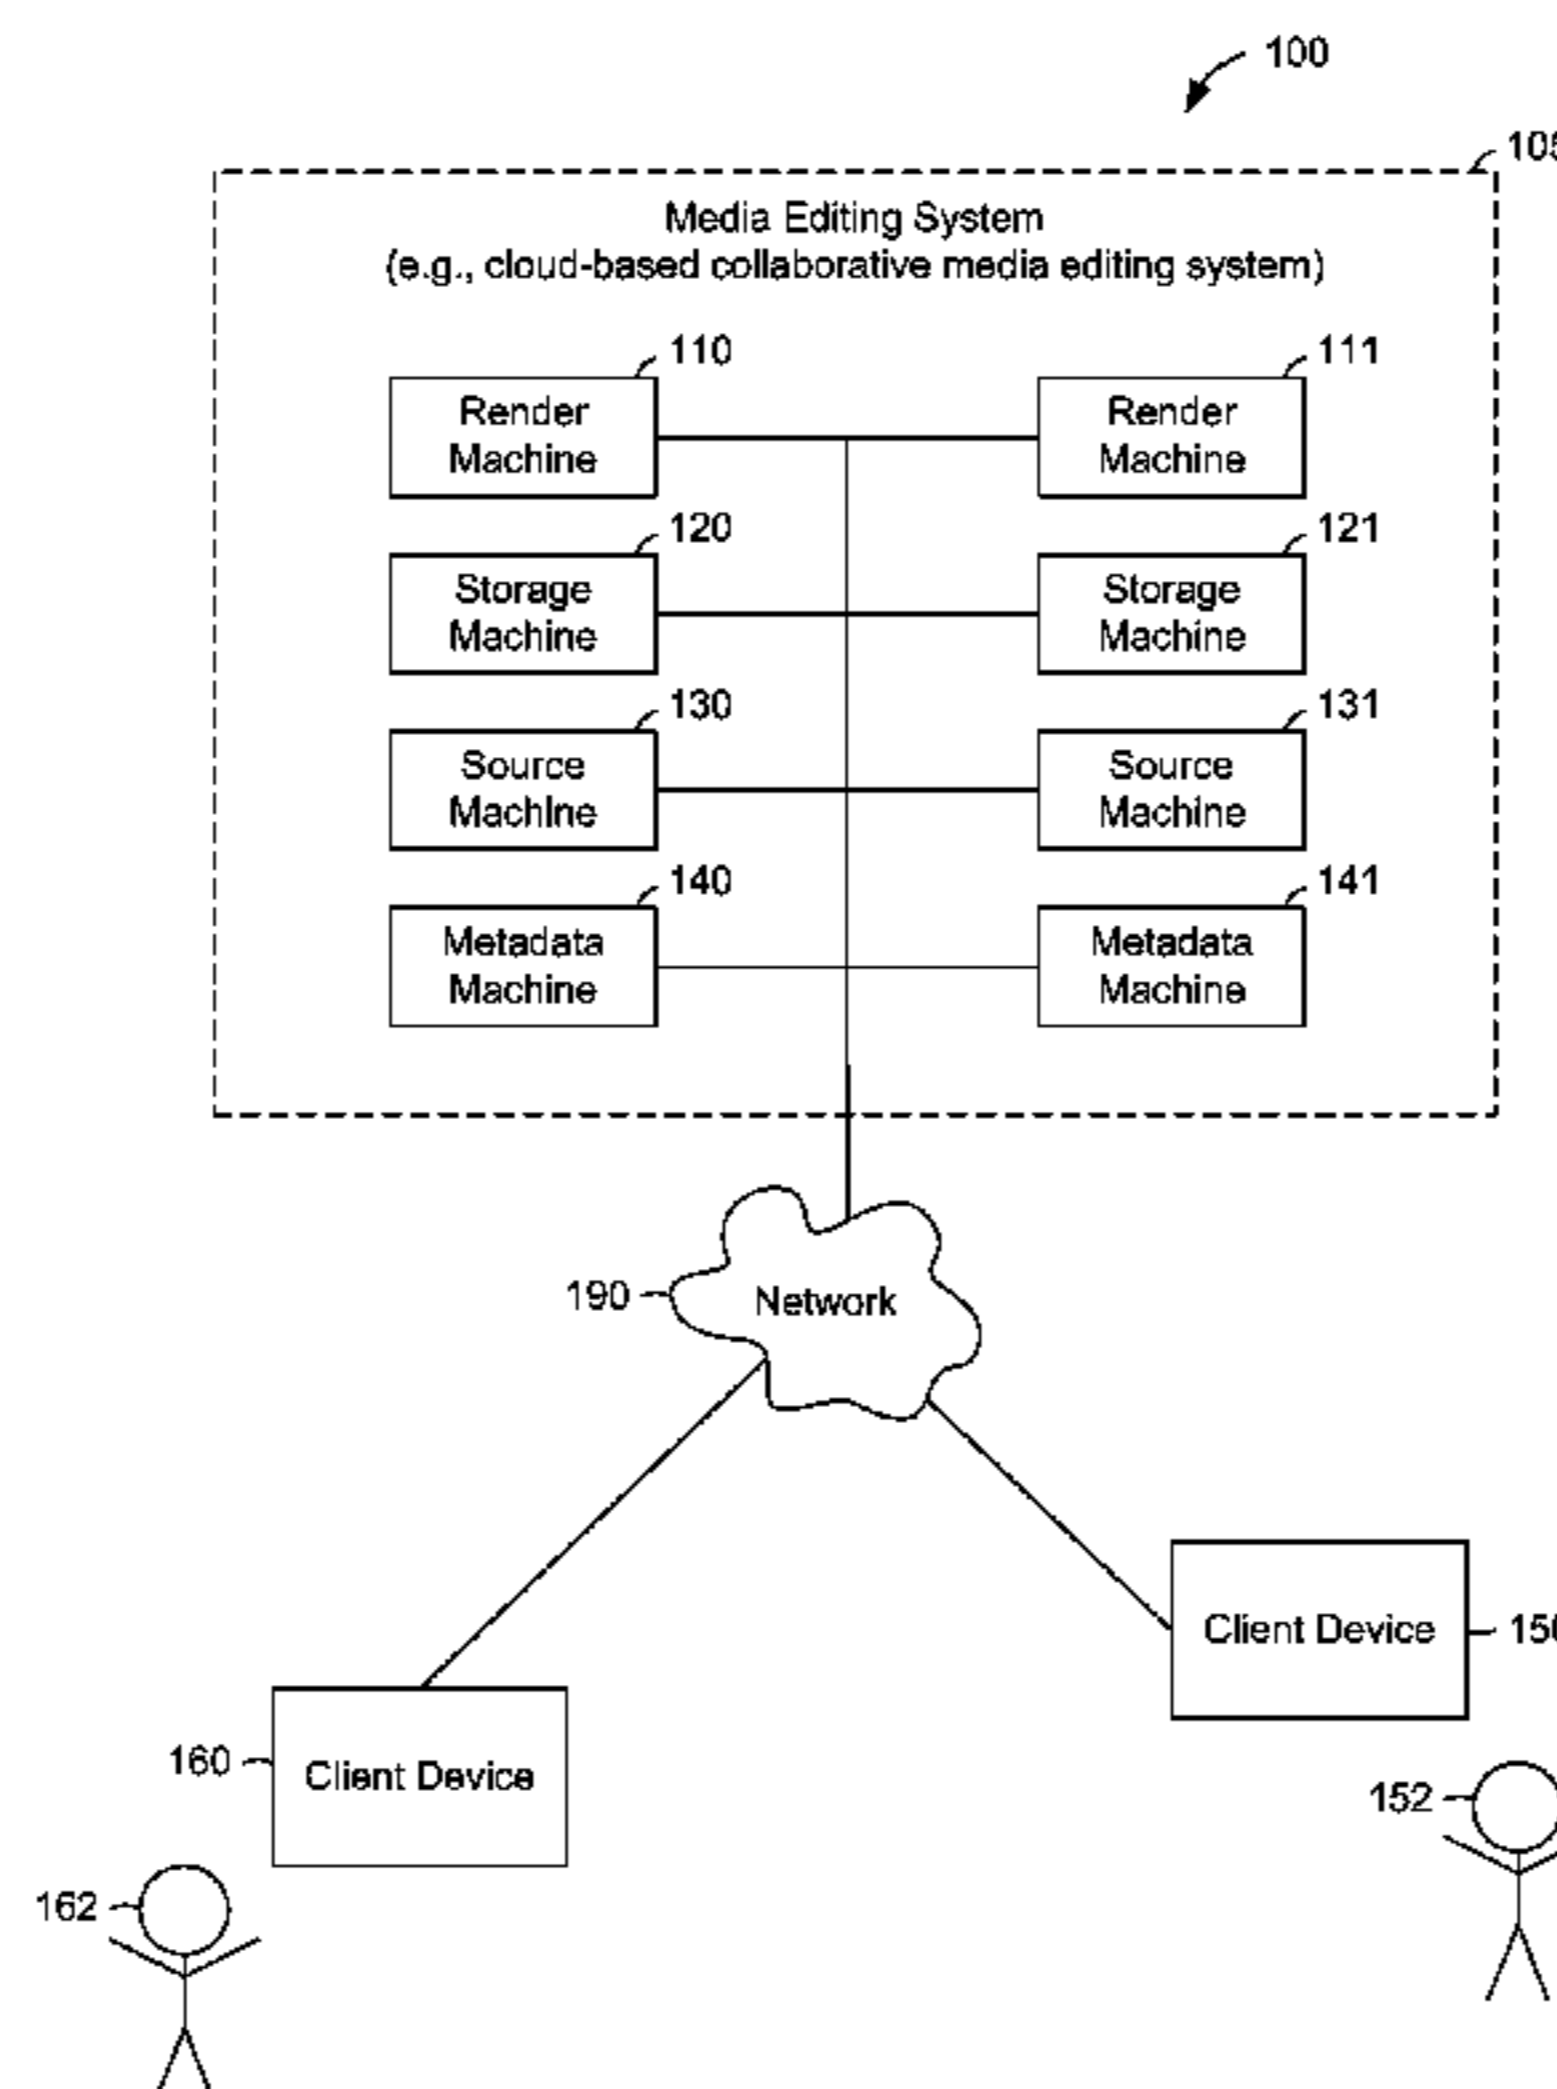 100
105
Media Editing System
(e.g., cloud-based collaborative media editing system)
110
111
Render
Machine
Render
Machine
120
121
Storage
Machine
Storage
Machine
130
131
Source
Machine
Source
Machine
140
141
Metadata
Machine
Metadata
Machine
190
Network
Client Device
150
160
Client Device
152
162